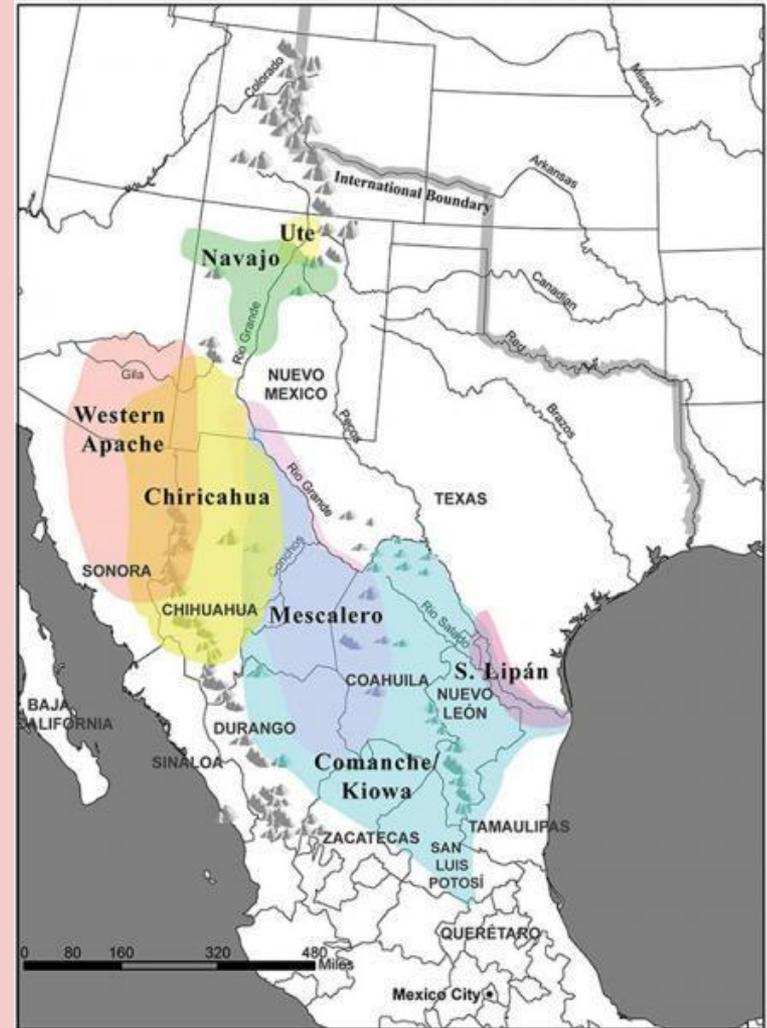 Colorado
Missouri
International Boundary
Arkansas
Ute
Navajo
Canadian
Rio Grande
Red
Gila
NUEVO
MEXICO
Western
Apache
Pecos
Brazos
Chiricahua
Rio Grande
TEXAS
Conchos
SONORA
CHIHUAHUA
Mescalero
Rio Salado
S. Lipán
COAHUILA
NUEVO
LEÓN
BAJA
CALIFORNIA
DURANGO
SINALOA
Comanche/
Kiowa
ZACATECAS
TAMAULIPAS
SAN
LUIS
POTOSÍ
QUERÉTARO
0 80 160 320 480
Miles
Mexico City